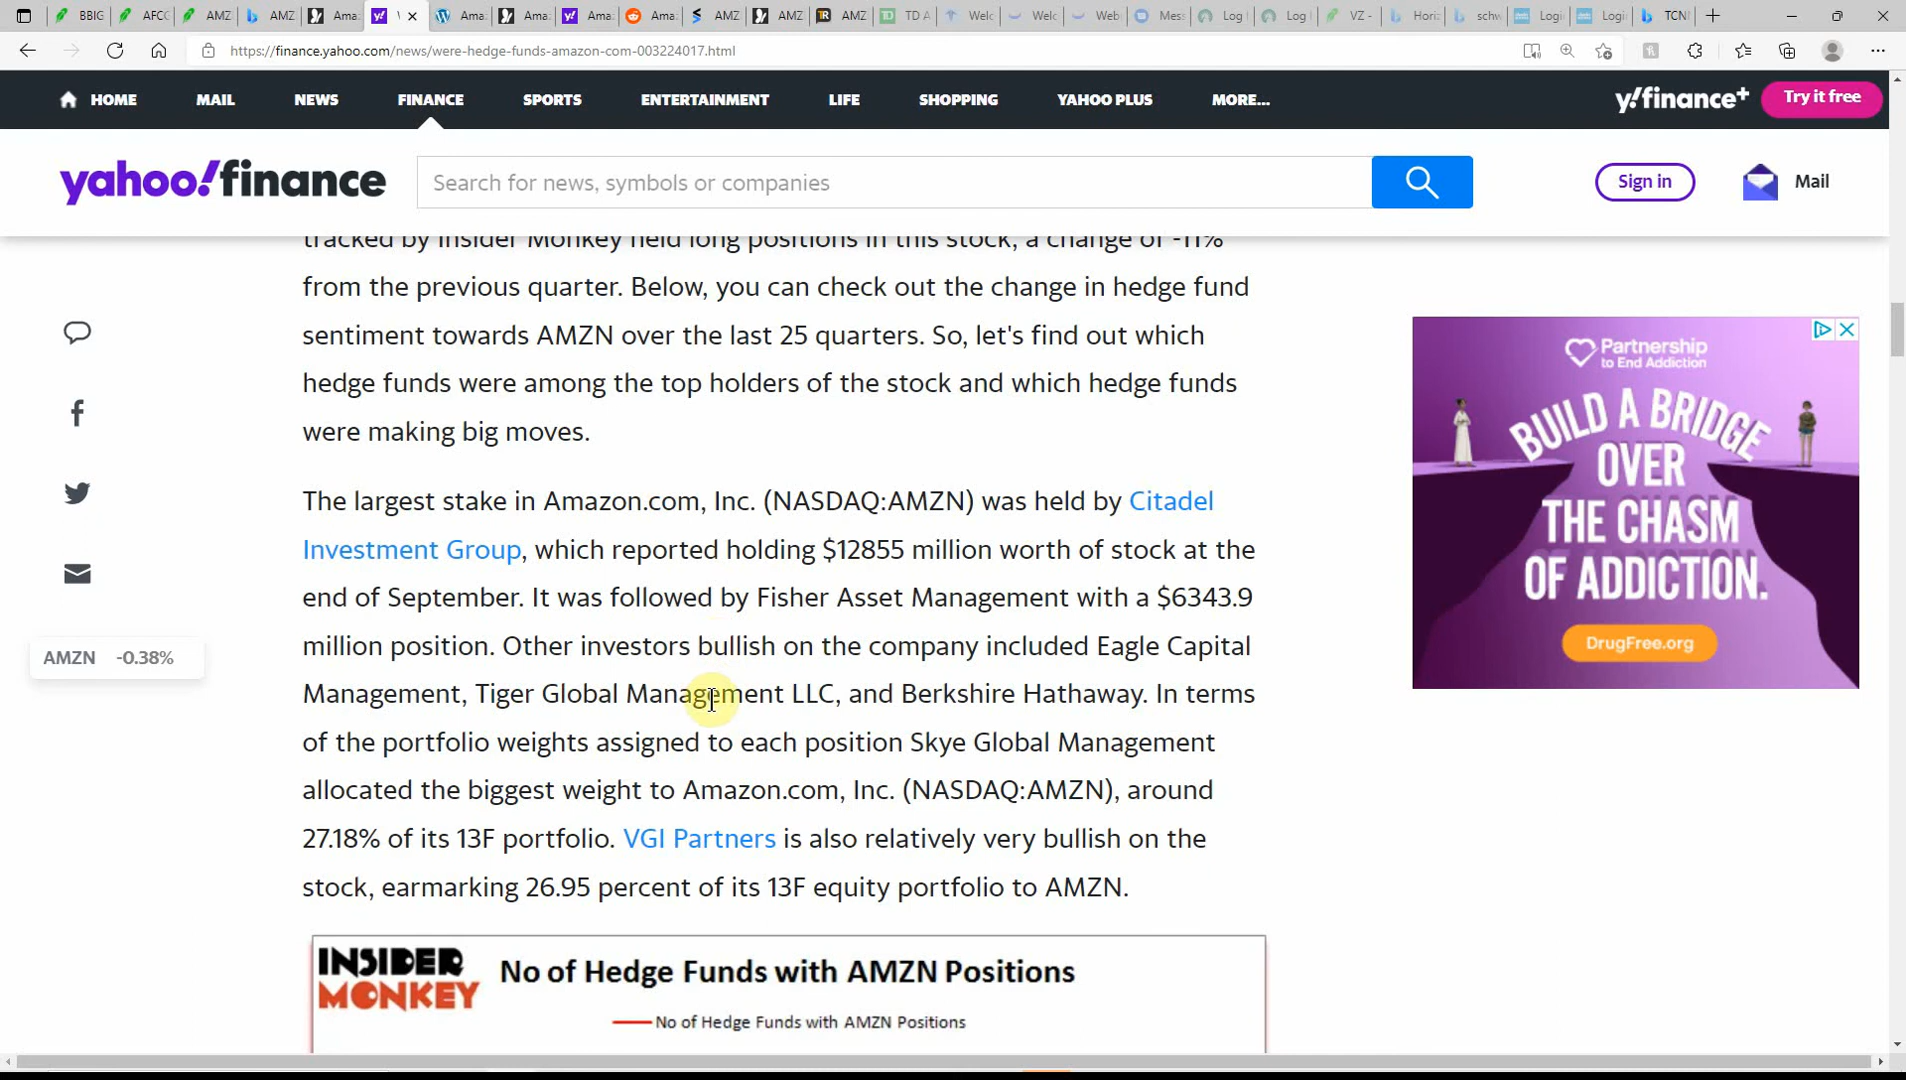 BBIG
AFCC
AMZ
AMZ
Ama
Y
Ama
Ama
Ama
Ama
AMZ
AMZ
AMZ
TD A
Welc
Welc
Web
Mess
Log I
Log I
VZ -
Horiz
schw
Login
Login
TCNI
https://finance.yahoo.com/news/were-hedge-funds-amazon-com-003224017.html
HOME MAIL NEWS FINANCE SPORTS ENTERTAINMENT LIFE SHOPPING YAHOO PLUS MORE...
y!finance+ Try it free
yahoo!finance
Search for news, symbols or companies
Sign in
Mail
tracked by Insider Monkey held long positions in this stock, a change of -11%
from the previous quarter. Below, you can check out the change in hedge fund
sentiment towards AMZN over the last 25 quarters. So, let's find out which
hedge funds were among the top holders of the stock and which hedge funds
were making big moves.
The largest stake in Amazon.com, Inc. (NASDAQ:AMZN) was held by Citadel
Investment Group, which reported holding $12855 million worth of stock at the
end of September. It was followed by Fisher Asset Management with a $6343.9
million position. Other investors bullish on the company included Eagle Capital
Management, Tiger Global Management LLC, and Berkshire Hathaway. In terms
of the portfolio weights assigned to each position Skye Global Management
allocated the biggest weight to Amazon.com, Inc. (NASDAQ:AMZN), around
27.18% of its 13F portfolio. VGI Partners is also relatively very bullish on the
stock, earmarking 26.95 percent of its 13F equity portfolio to AMZN.
AMZN -0.38%
Partnership
to End Addiction
BUILD A BRIDGE
OVER
THE CHASM
OF ADDICTION.
DrugFree.org
INSIDER
MONKEY
No of Hedge Funds with AMZN Positions
No of Hedge Funds with AMZN Positions